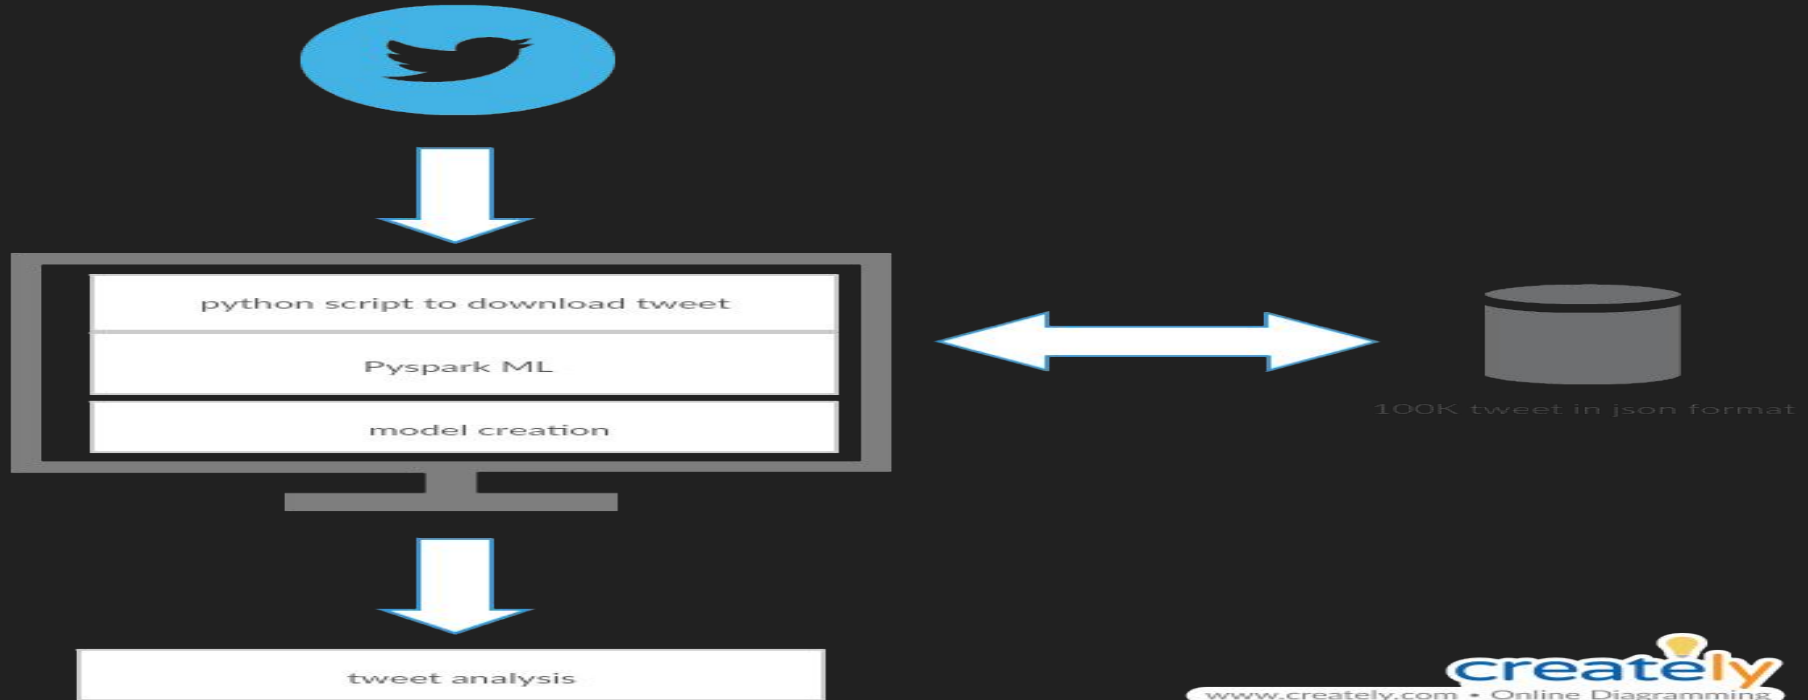 python script to download tweet
Pyspark ML
100K tweet in json format
model creation
tweet analysis
creately
www.creately.com • Online Diagramming